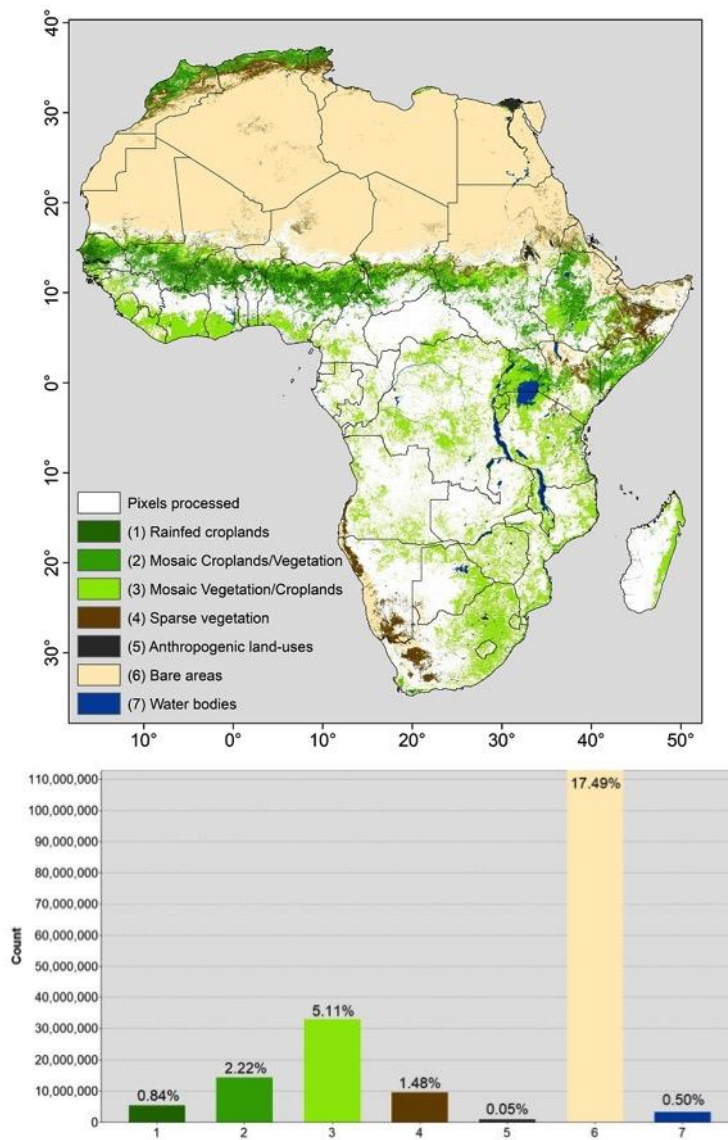 40°
30°
20°
10°
0°
10°
20°
30°
Pixels processed
(1) Rainfed croplands
(2) Mosaic Croplands/Vegetation
(3) Mosaic Vegetation/Croplands
(4) Sparse vegetation
(5) Anthropogenic land-uses
(6) Bare areas
(7) Water bodies
10° 0° 10° 20° 30° 40° 50°
110,000,000
100,000,000
90,000,000
80,000,000
70,000,000
60,000,000
50,000,000
40,000,000
30,000,000
20,000,000
10,000,000
0
Count
0.84%
2.22%
5.11%
1.48%
0.05%
17.49%
0.50%
1 2 3 4 5 6 7